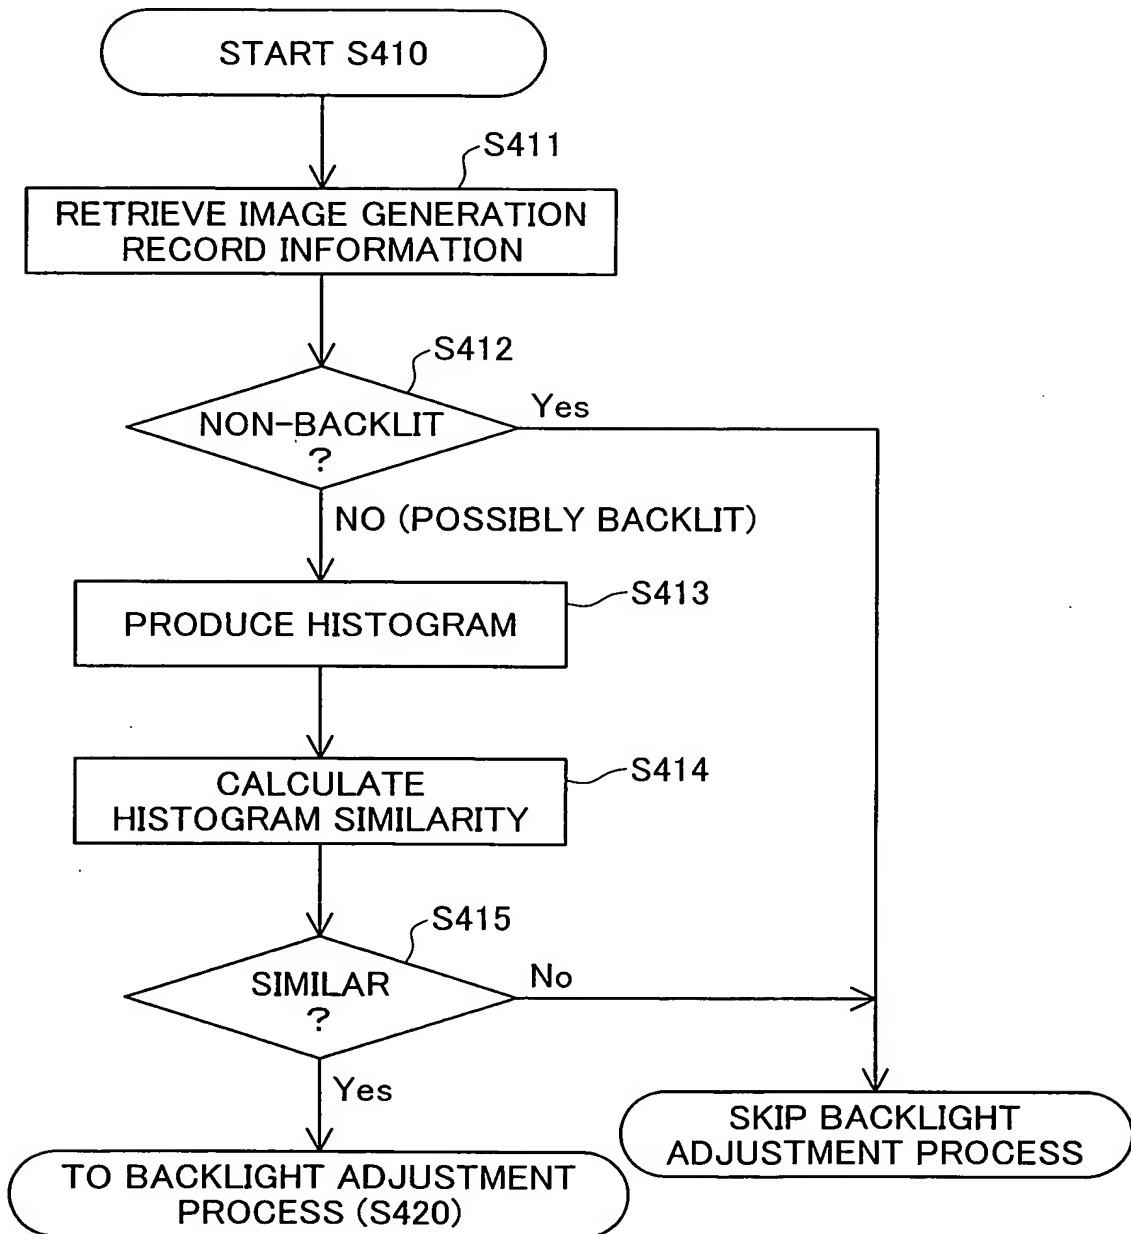 START S410
S411
RETRIEVE IMAGE GENERATION
RECORD INFORMATION
S412
NON-BACKLIT
?
Yes
NO (POSSIBLY BACKLIT)
S413
PRODUCE HISTOGRAM
S414
CALCULATE
HISTOGRAM SIMILARITY
S415
SIMILAR
?
No
Yes
SKIP BACKLIGHT
ADJUSTMENT PROCESS
TO BACKLIGHT ADJUSTMENT
PROCESS (S420)